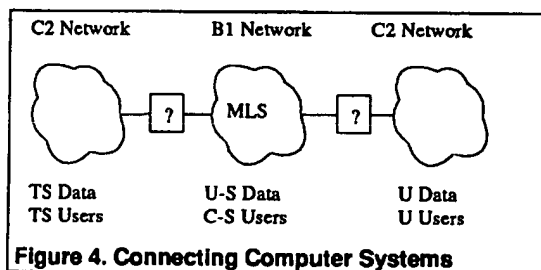 C2 Network B1 Network C2 Network
? MLS ?
TS Data U-S Data U Data
TS Users C-S Users U Users
Figure 4. Connecting Computer Systems